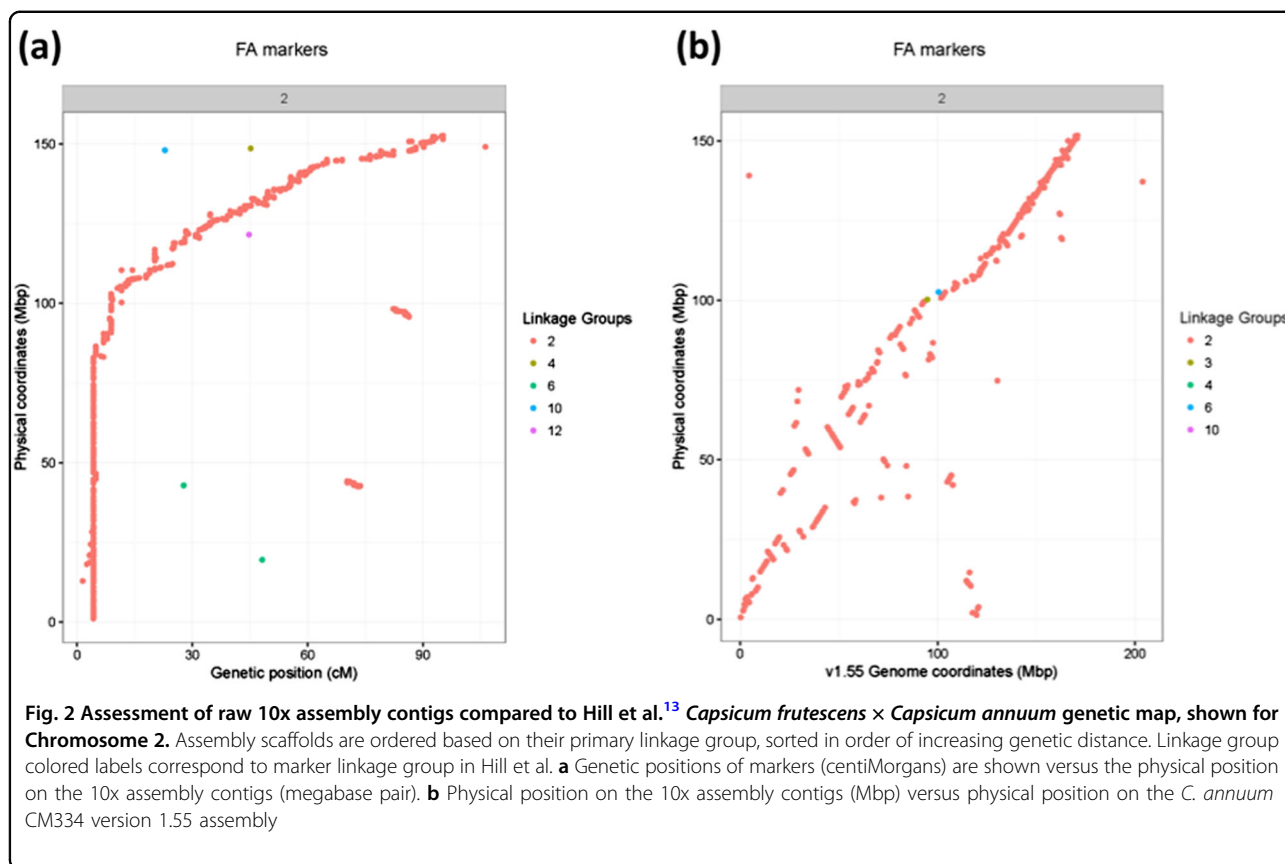 (a)
FA markers
2
Physical coordinates (Mbp)
150
100
50
0
0 30 60 90
Genetic position (cM)
Linkage Groups
2
4
6
10
12
(b)
FA markers
2
Physical coordinates (Mbp)
150
100
50
0
0 100 200
v1.55 Genome coordinates (Mbp)
Linkage Groups
2
3
4
6
10
Fig. 2 Assessment of raw 10x assembly contigs compared to Hill et al.13 Capsicum frutescens × Capsicum annuum genetic map, shown for
Chromosome 2. Assembly scaffolds are ordered based on their primary linkage group, sorted in order of increasing genetic distance. Linkage group
colored labels correspond to marker linkage group in Hill et al. a Genetic positions of markers (centiMorgans) are shown versus the physical position
on the 10x assembly contigs (megabase pair). b Physical position on the 10x assembly contigs (Mbp) versus physical position on the C. annuum
CM334 version 1.55 assembly